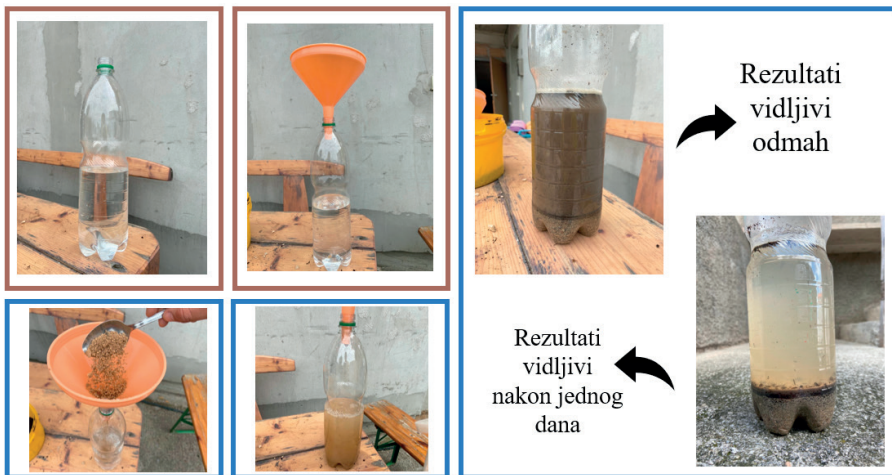 Rezultati
vidljivi
odmah
Rezultati
vidljivi
nakon jednog
dana